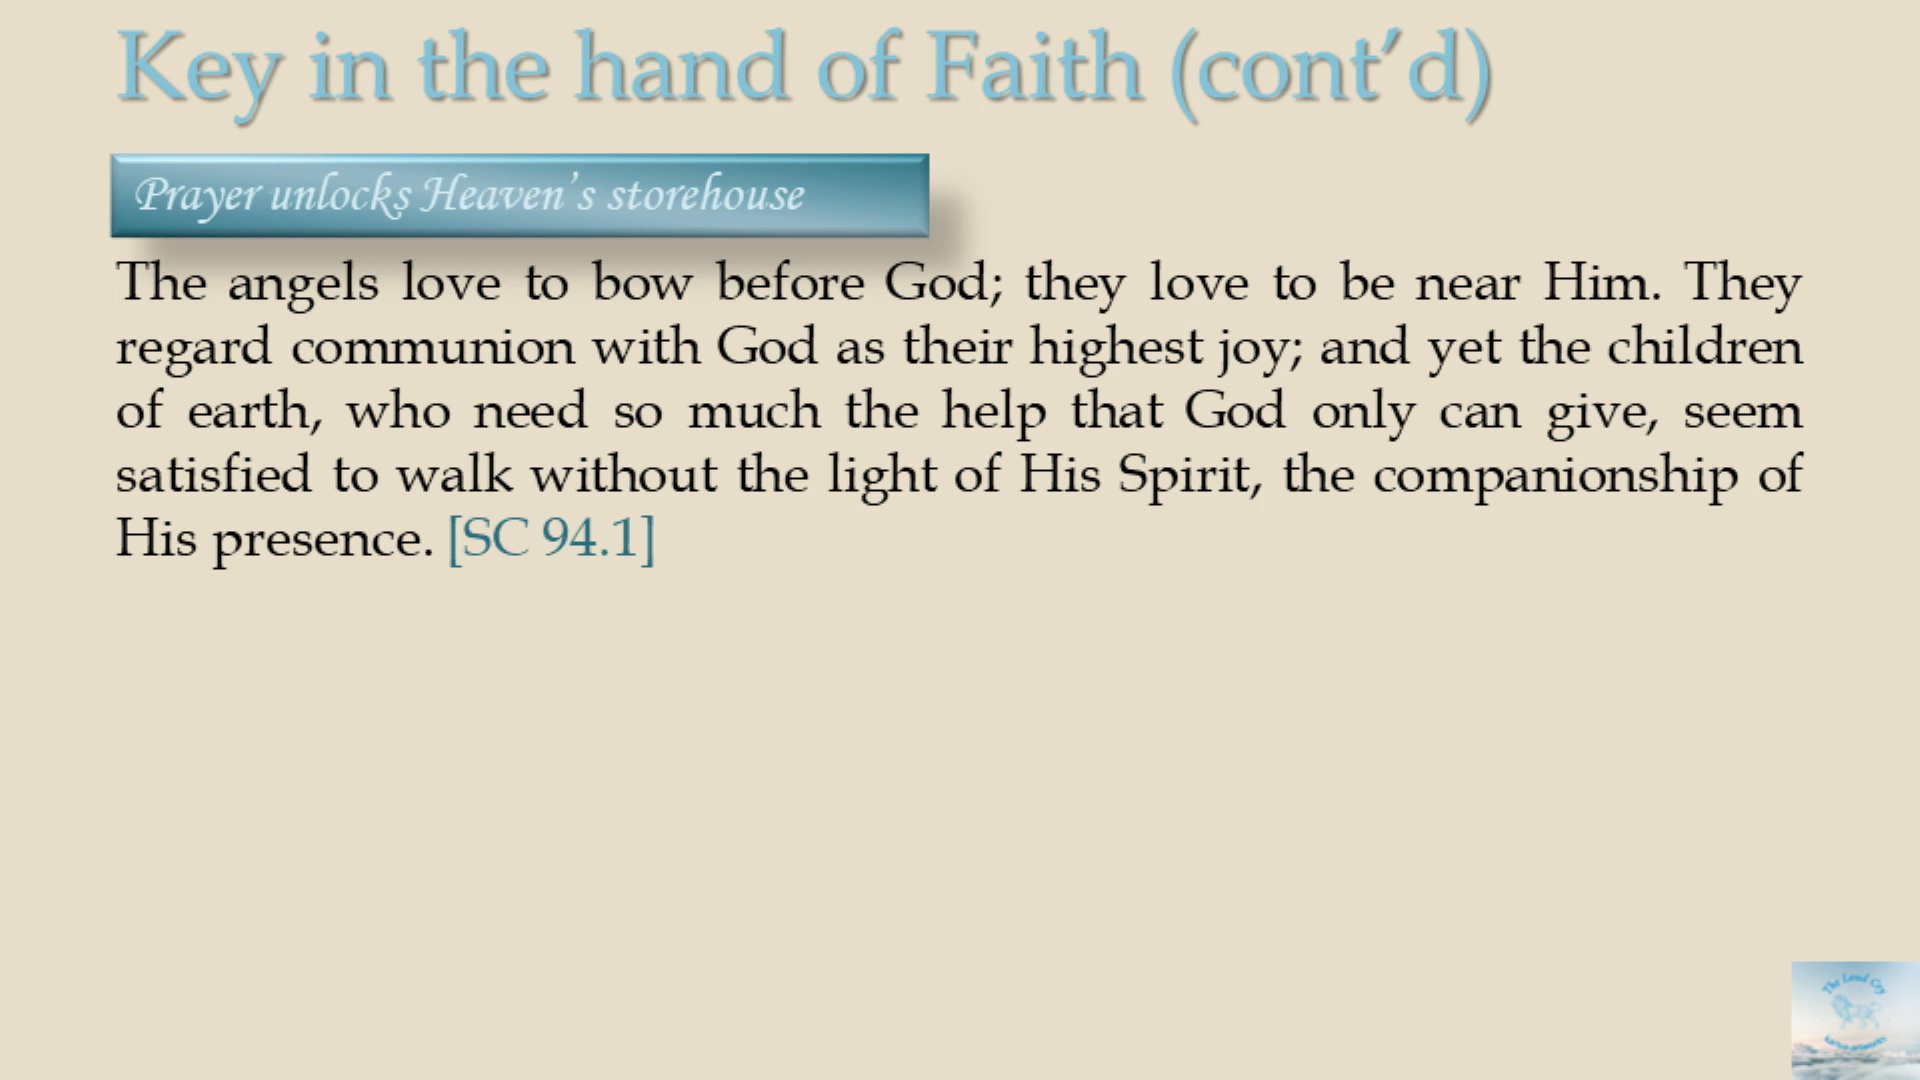 Key in the hand of Faith (cont’d)
Prayer unlocks Heaven’s storehouse
The angels love to bow before God; they love to be near Him. They
regard communion with God as their highest joy; and yet the children
of earth, who need so much the help that God only can give, seem
satisfied to walk without the light of His Spirit, the companionship of
His presence. [SC 94.1]
The Loud Cry